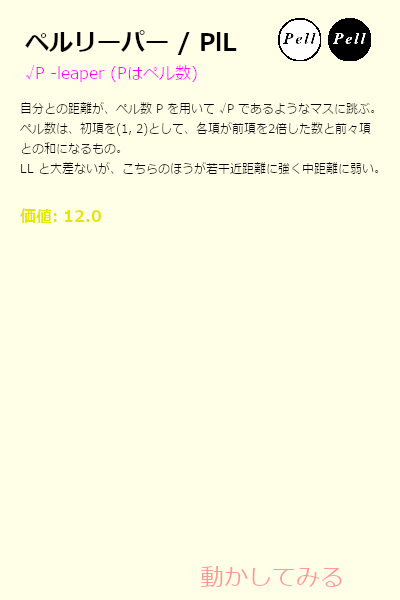 ペルリーパー / PlL
Pell Pell
√P -leaper (Pはペル数)
自分との距離が、ペル数 P を用いて √P であるようなマスに跳ぶ。
ペル数は、初項を(1, 2)として、各項が前項を2倍した数と前々項
との和になるもの。
LL と大差ないが、こちらのほうが若干近距離に強く中距離に弱い。
価値: 12.0
動かしてみる